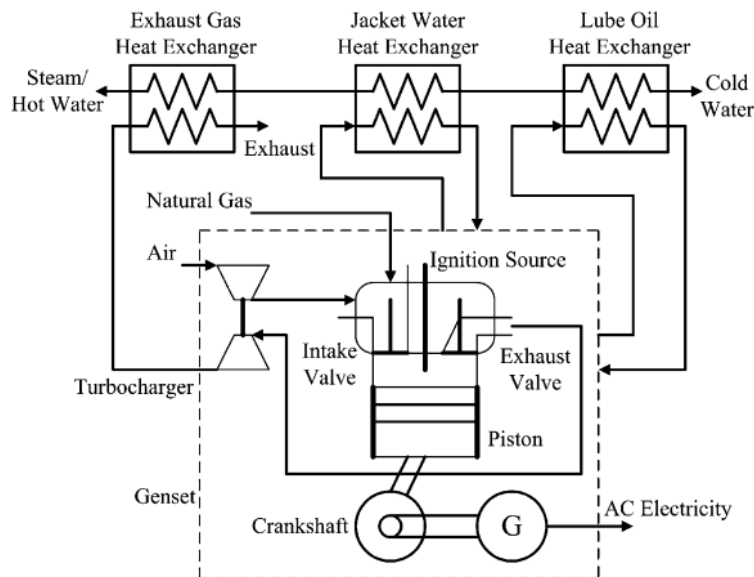 Exhaust Gas
Heat Exchanger
Jacket Water
Heat Exchanger
Lube Oil
Heat Exchanger
Steam/
Hot Water
Cold
Water
Exhaust
Natural Gas
Air
Ignition Source
Intake
Valve
Exhaust
Valve
Turbocharger
Piston
Genset
Crankshaft
G
AC Electricity